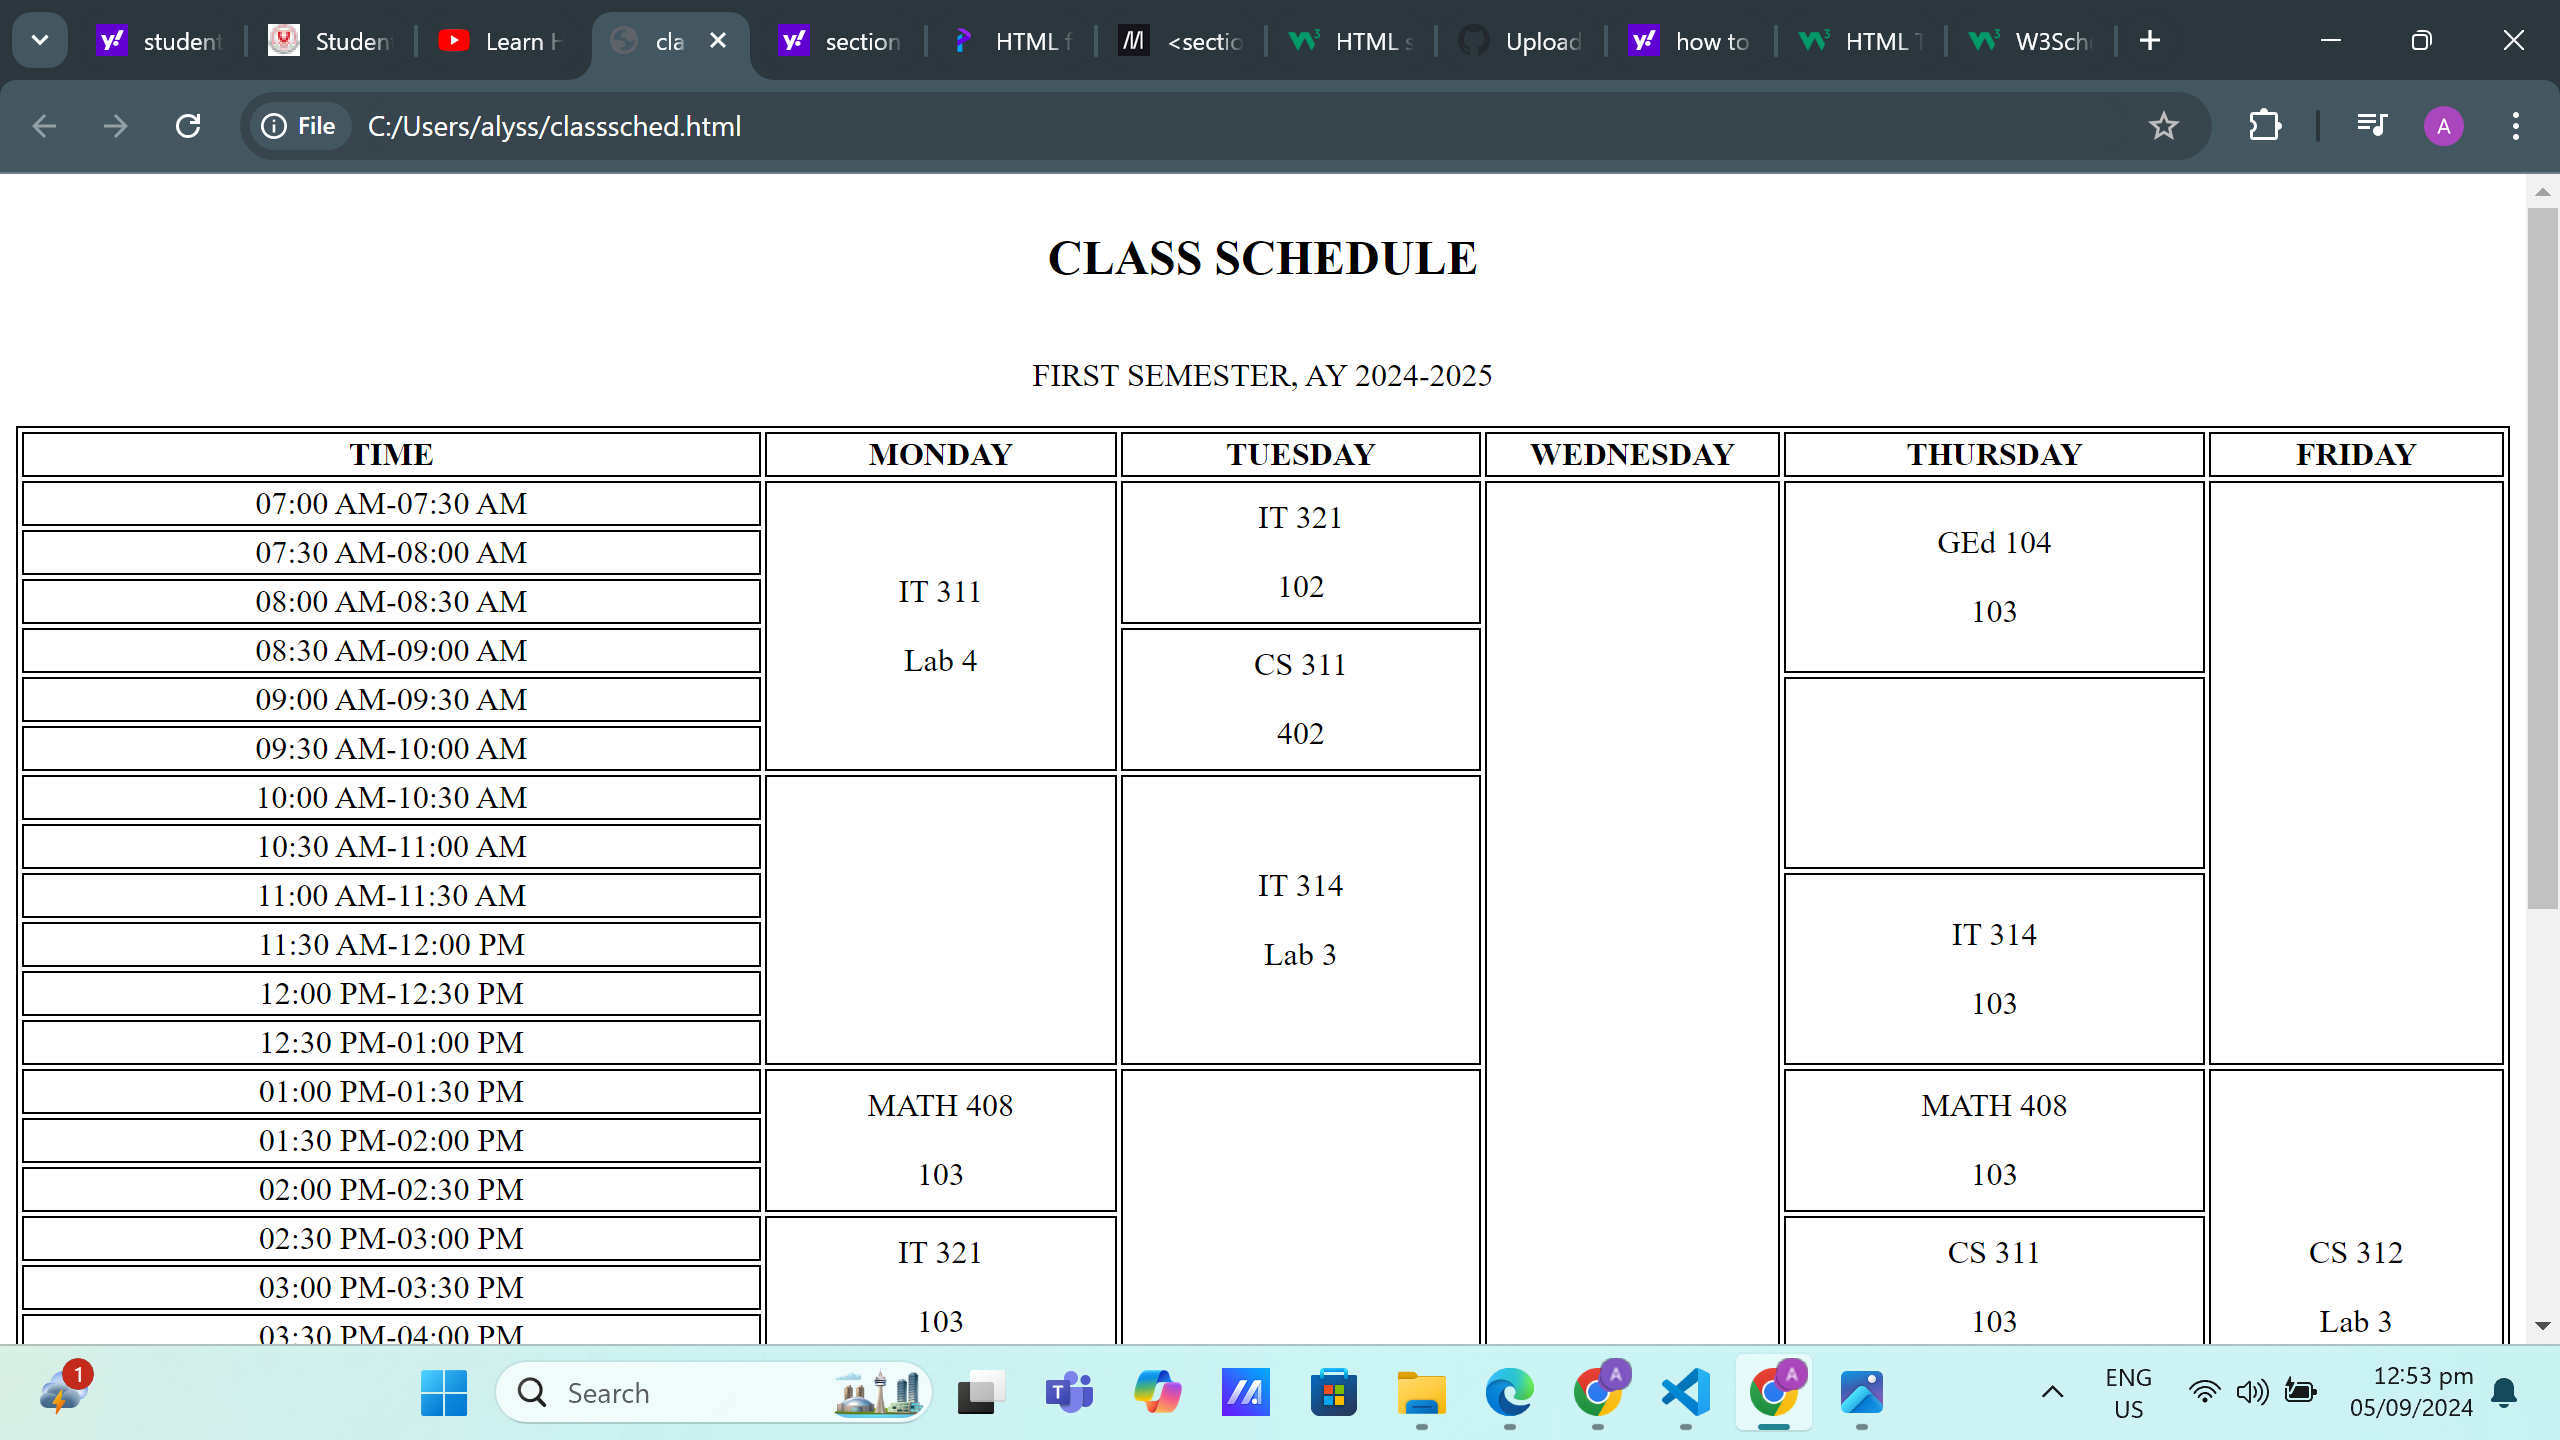 student
Studen
Learn H
cla
section
HTML f
<sectio
HTML s
Upload
how to
HTML T
W3Sch
File
C:/Users/alyss/classsched.html
A
CLASS SCHEDULE
FIRST SEMESTER, AY 2024-2025
TIME MONDAY TUESDAY WEDNESDAY THURSDAY FRIDAY
07:00 AM-07:30 AM
07:30 AM-08:00 AM
08:00 AM-08:30 AM
08:30 AM-09:00 AM
09:00 AM-09:30 AM
09:30 AM-10:00 AM
10:00 AM-10:30 AM
10:30 AM-11:00 AM
11:00 AM-11:30 AM
11:30 AM-12:00 PM
12:00 PM-12:30 PM
12:30 PM-01:00 PM
01:00 PM-01:30 PM
01:30 PM-02:00 PM
02:00 PM-02:30 PM
02:30 PM-03:00 PM
03:00 PM-03:30 PM
03:30 PM-04:00 PM
IT 311
Lab 4
MATH 408
103
IT 321
103
IT 321
102
CS 311
402
IT 314
Lab 3
GEd 104
103
IT 314
103
MATH 408
103
CS 311
103
CS 312
Lab 3
1
Search
ENG
US
12:53 pm
05/09/2024